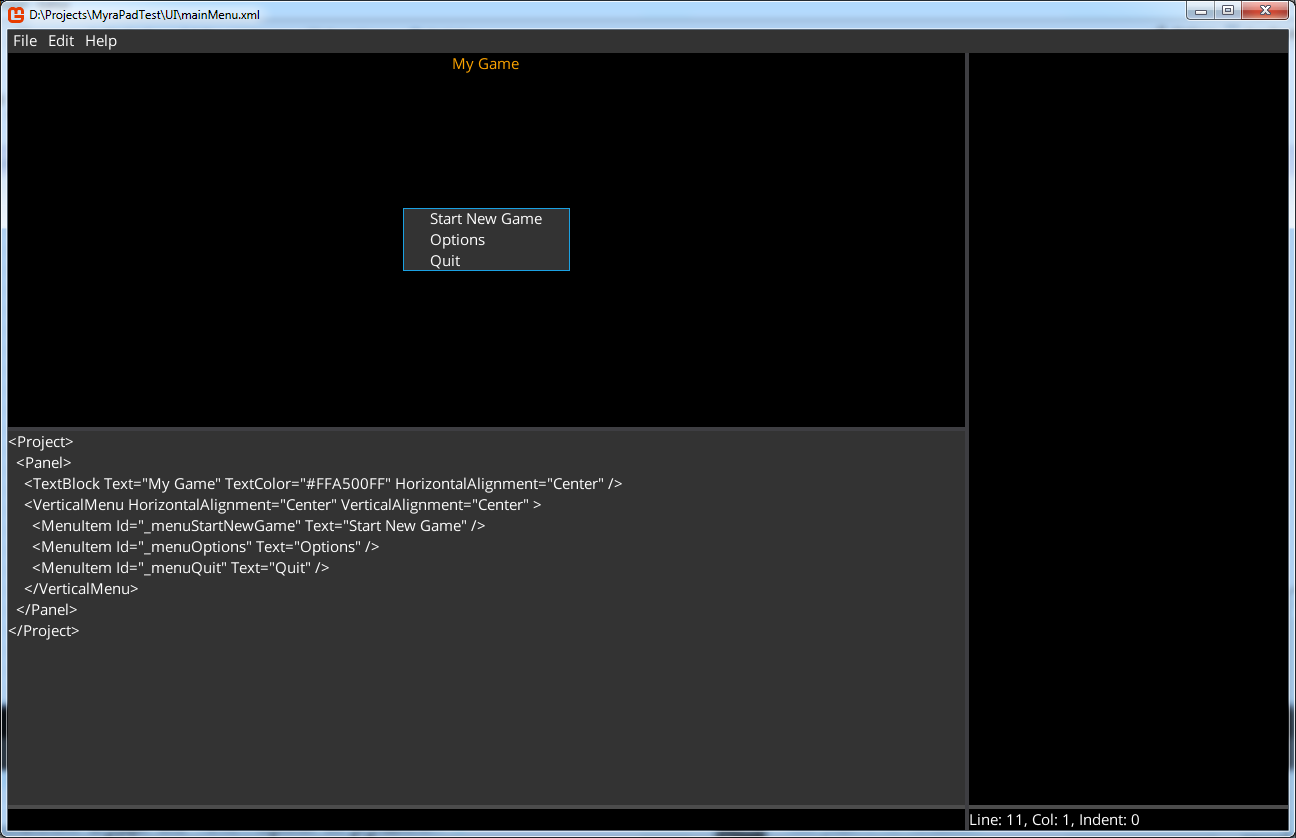 D:\Projects\MyraPadTest\UI\mainMenu.xml
File Edit Help
My Game
Start New Game
Options
Quit
<Project>
  <Panel>
    <TextBlock Text="My Game" TextColor="#FFA500FF" HorizontalAlignment="Center" />
    <VerticalMenu HorizontalAlignment="Center" VerticalAlignment="Center" >
      <MenuItem Id="_menuStartNewGame" Text="Start New Game" />
      <MenuItem Id="_menuOptions" Text="Options" />
      <MenuItem Id="_menuQuit" Text="Quit" />
    </VerticalMenu>
  </Panel>
</Project>
Line: 11, Col: 1, Indent: 0